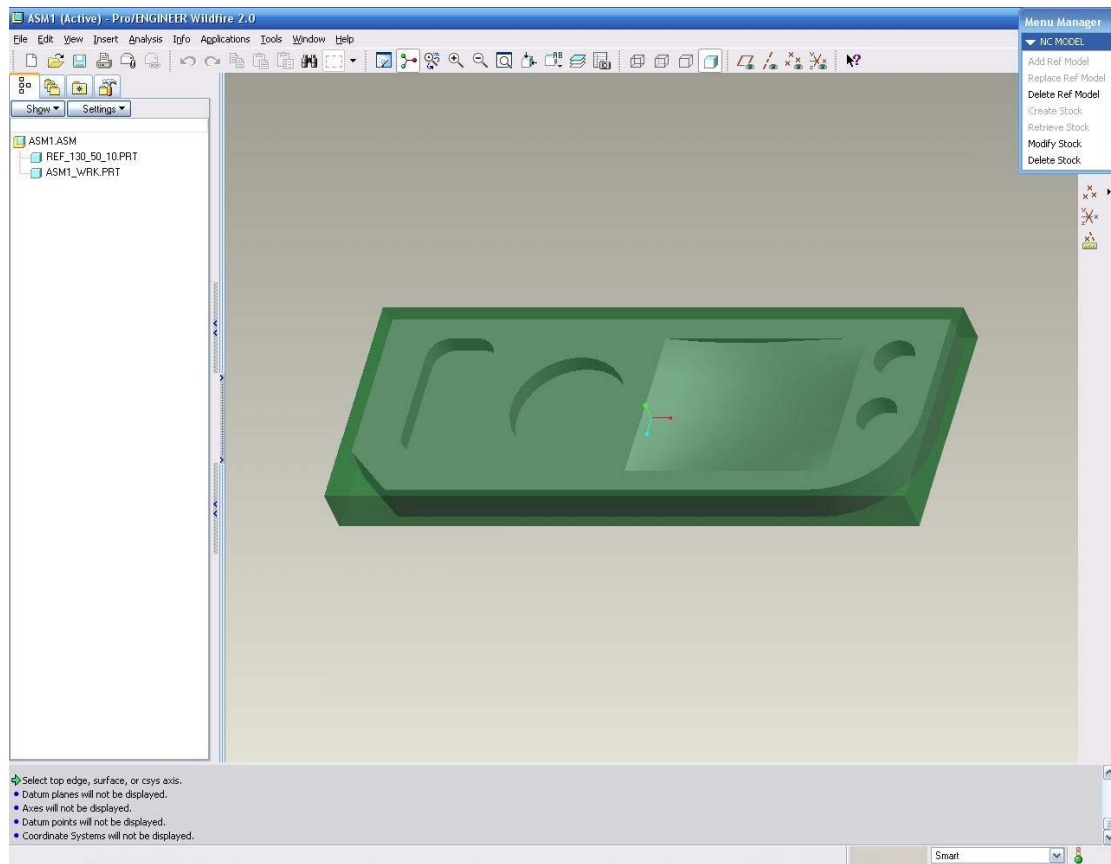 ASM1 (Active) - Pro/ENGINEER Wildfire 2.0
Menu Manager
File Edit View Insert Analysis Info Applications Tools Window Help
NC MODEL
Add Ref Model
Replace Ref Model
Delete Ref Model
Create Stock
Retrieve Stock
Modify Stock
Delete Stock
Show Settings
ASM1.ASM
REF_130_50_10.PRT
ASM1_WRK.PRT
Select top edge, surface, or csys axis.
Datum planes will not be displayed.
Axes will not be displayed.
Datum points will not be displayed.
Coordinate Systems will not be displayed.
Smart